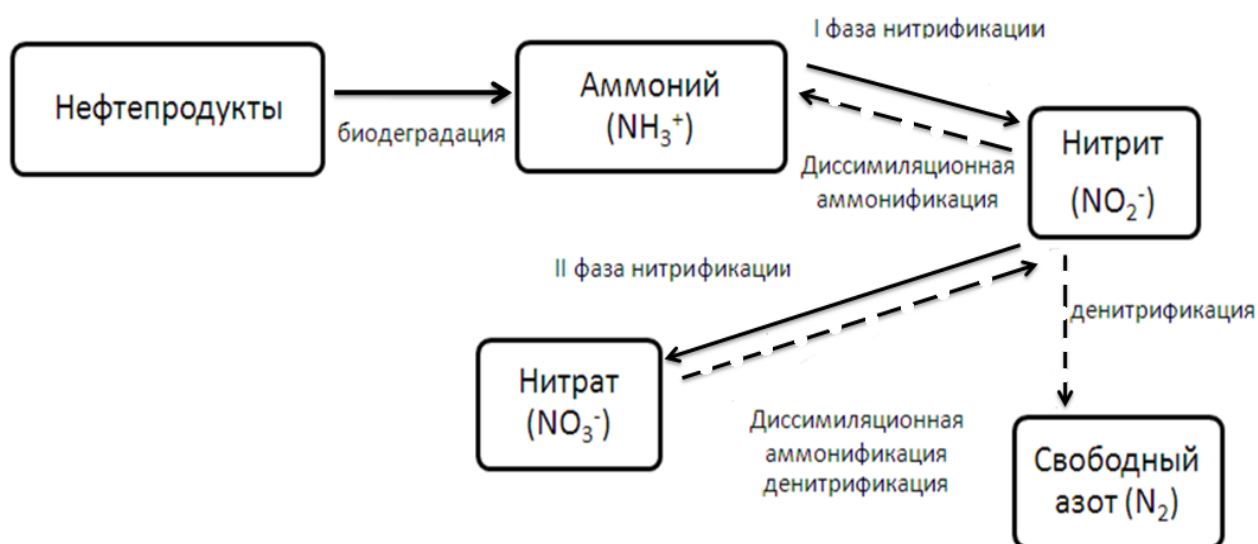 I фаза нитрификации
Нефтепродукты
биодеградация
Аммоний
(NH₃⁺)
Диссимиляционная
аммонификация
Нитрит
(NO₂⁻)
II фаза нитрификации
денитрификация
Нитрат
(NO₃⁻)
Диссимиляционная
аммонификация
денитрификация
Свободный
азот (N₂)